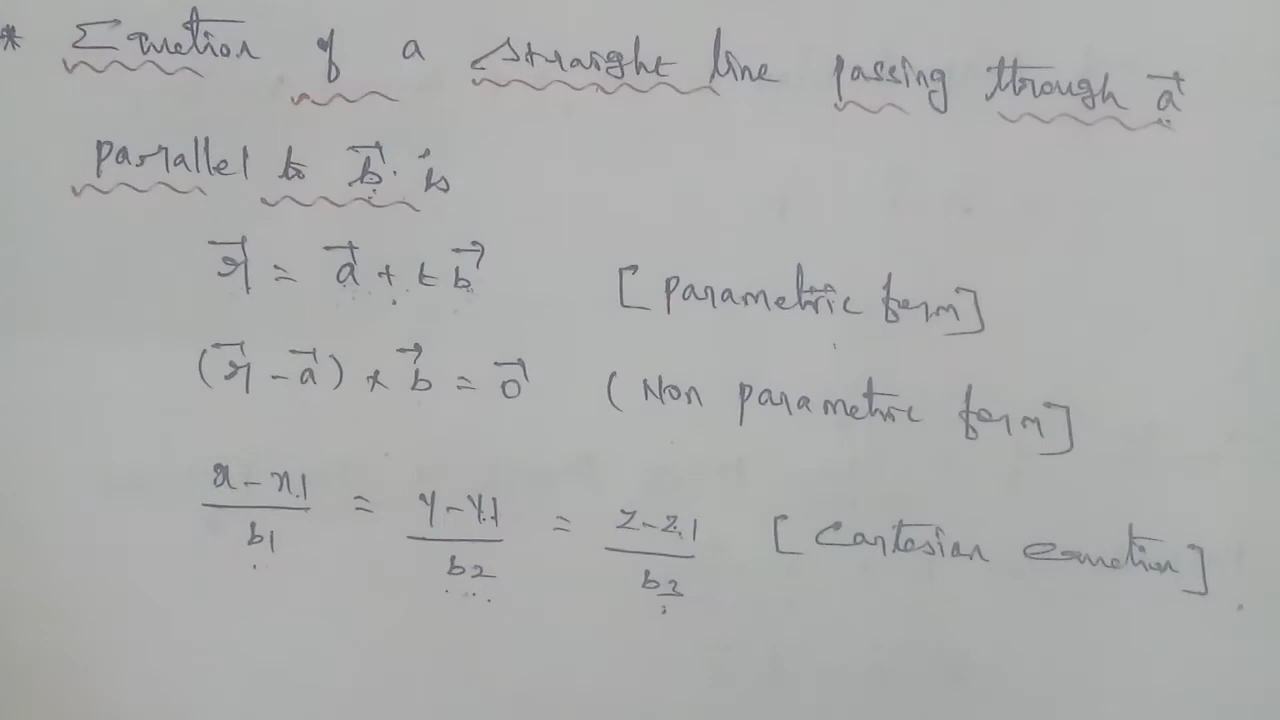 * Equation of a straight line passing through a⃗
parallel to b⃗. is
r⃗ = a⃗ + t b⃗ [Parametric form]
(r⃗ - a⃗) × b⃗ = 0⃗ (Non parametric form]
x - x1 / b1 = y - y1 / b2 = z - z1 / b3 [Cartesian equation]